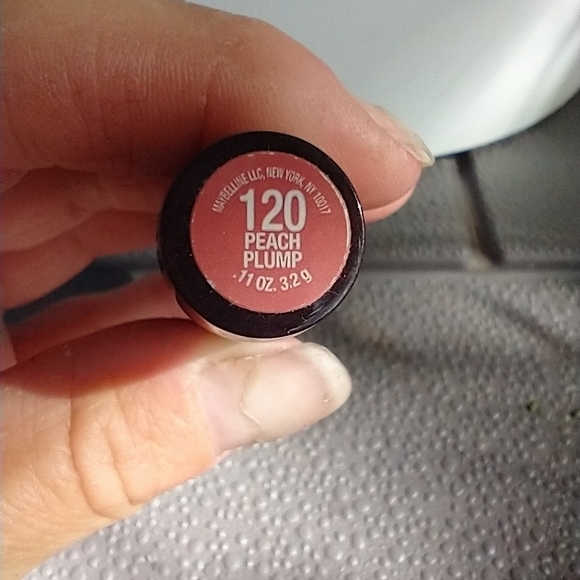 MAYBELLINE LLC, NEW YORK, NY 10017
120
PEACH
PLUMP
.11 OZ. 3.2 g